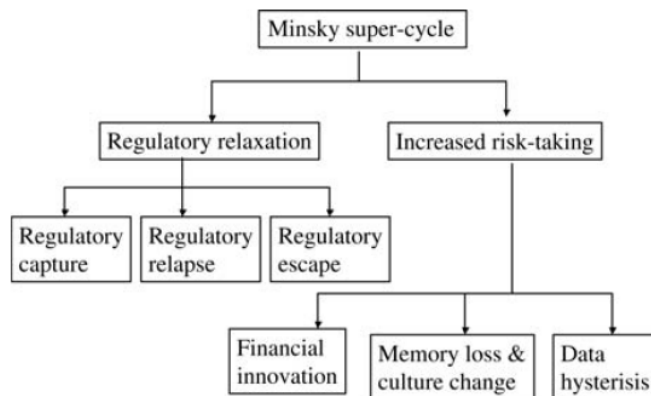 Minsky super-cycle
Regulatory relaxation
Increased risk-taking
Regulatory
capture
Regulatory
relapse
Regulatory
escape
Financial
innovation
Memory loss &
culture change
Data
hysterisis